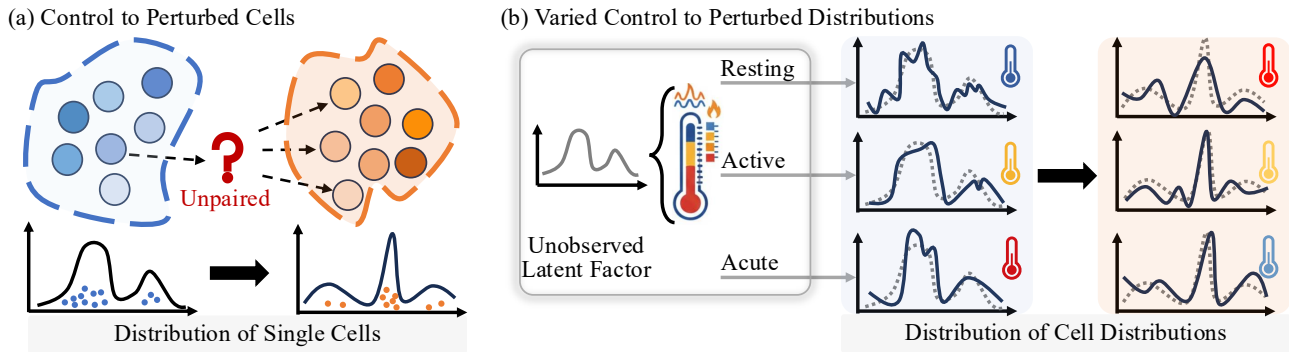 (a) Control to Perturbed Cells
?
Unpaired
Distribution of Single Cells
(b) Varied Control to Perturbed Distributions
Resting
Active
Unobserved
Latent Factor
Acute
Distribution of Cell Distributions